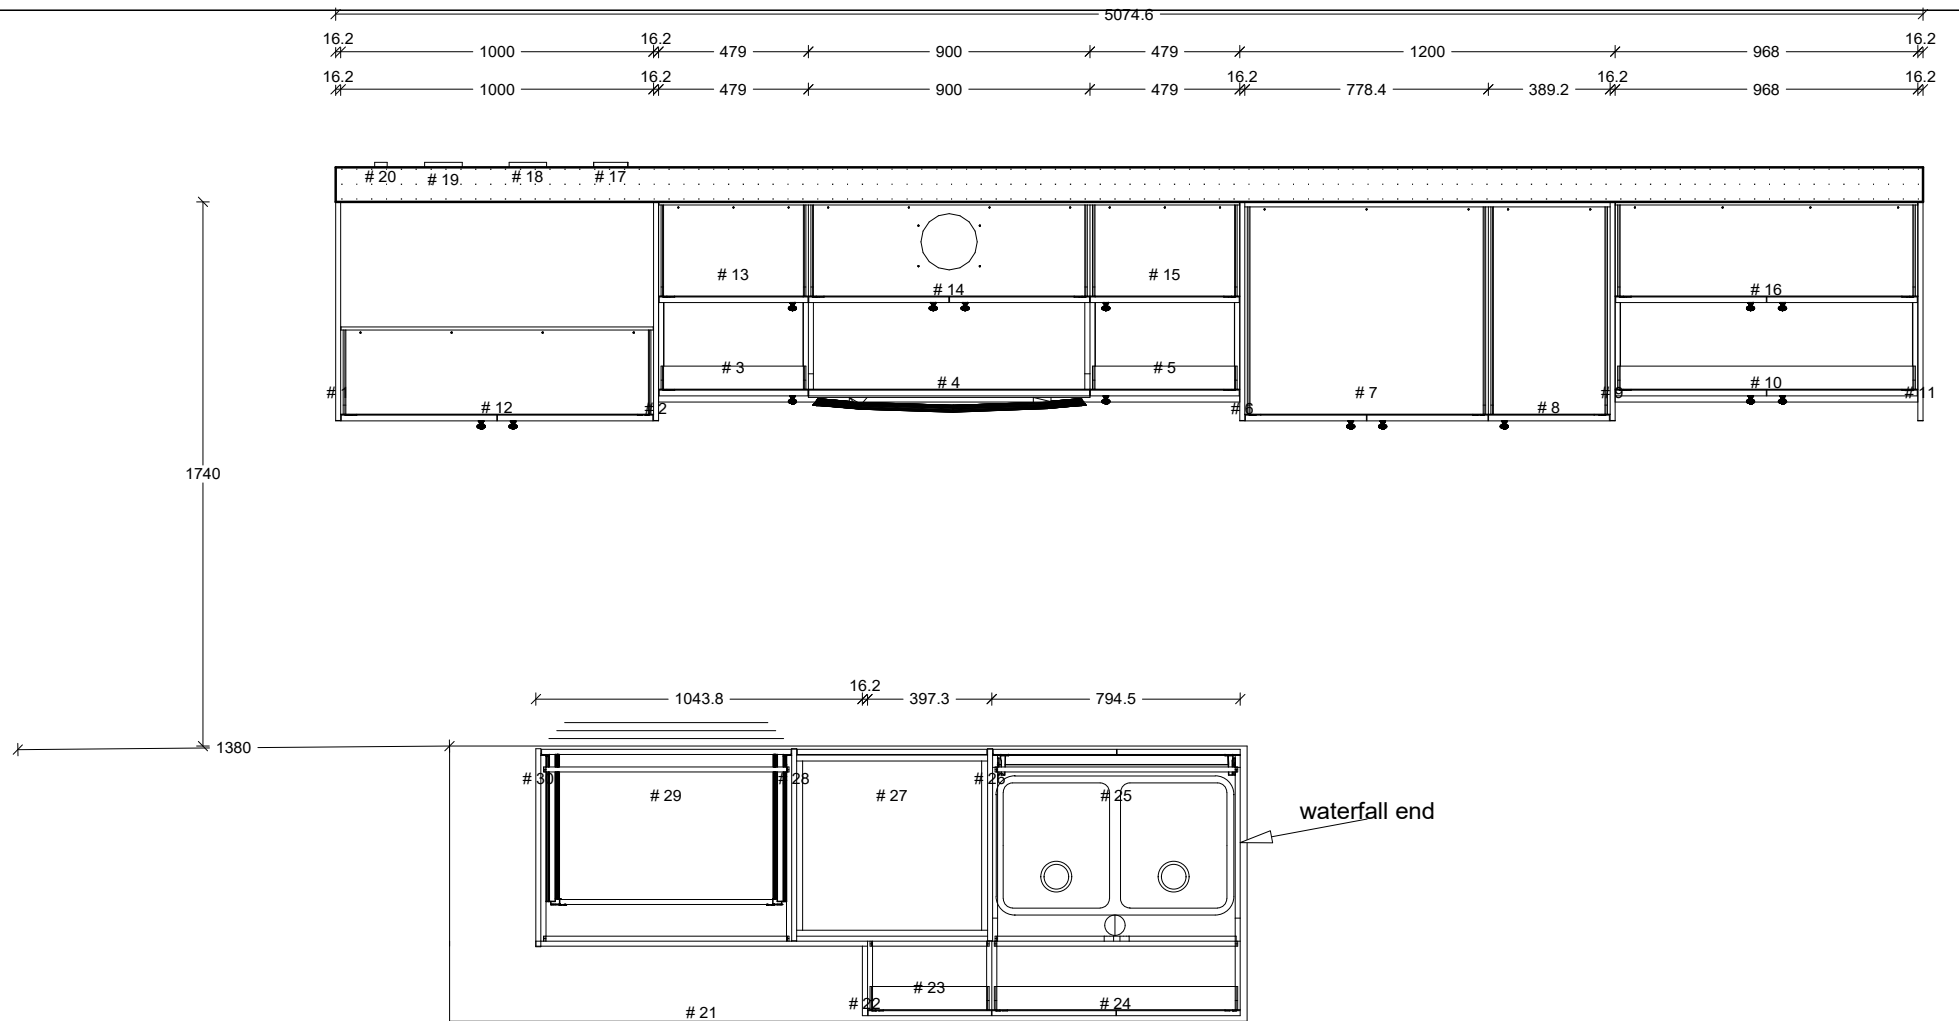 5074.6
16.2 16.2 16.2
1000 479 900 479 1200 968
16.2 16.2 16.2 16.2 16.2
1000 479 900 479 778.4 389.2 968
# 20 # 19 # 18 # 17
# 13 # 15
# 14 # 16
# 3 # 5
# 4 # 10
# 1 # 7 # 9 # 11
# 12 # 2 # 6 # 8
1740
16.2
1043.8 397.3 794.5
1380
# 30 # 28 # 26
# 29 # 27 # 25
waterfall end
# 23
# 22 # 24
# 21